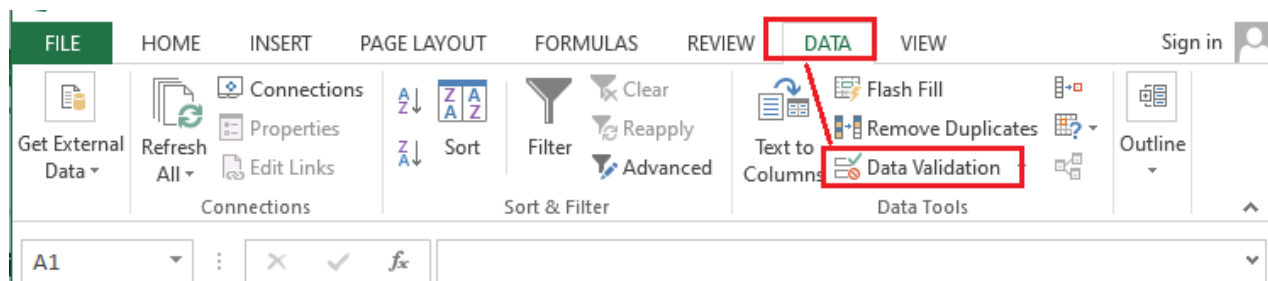 FILE HOME INSERT PAGE LAYOUT FORMULAS REVIEW DATA VIEW Sign in
Get External Data
Refresh All
Connections
Properties
Edit Links
Connections
A Z
Z A
Z A A Z
Sort
Filter
Clear
Reapply
Advanced
Sort & Filter
Text to Columns
Flash Fill
Remove Duplicates
Data Validation
Data Tools
?
Outline
A1 fx